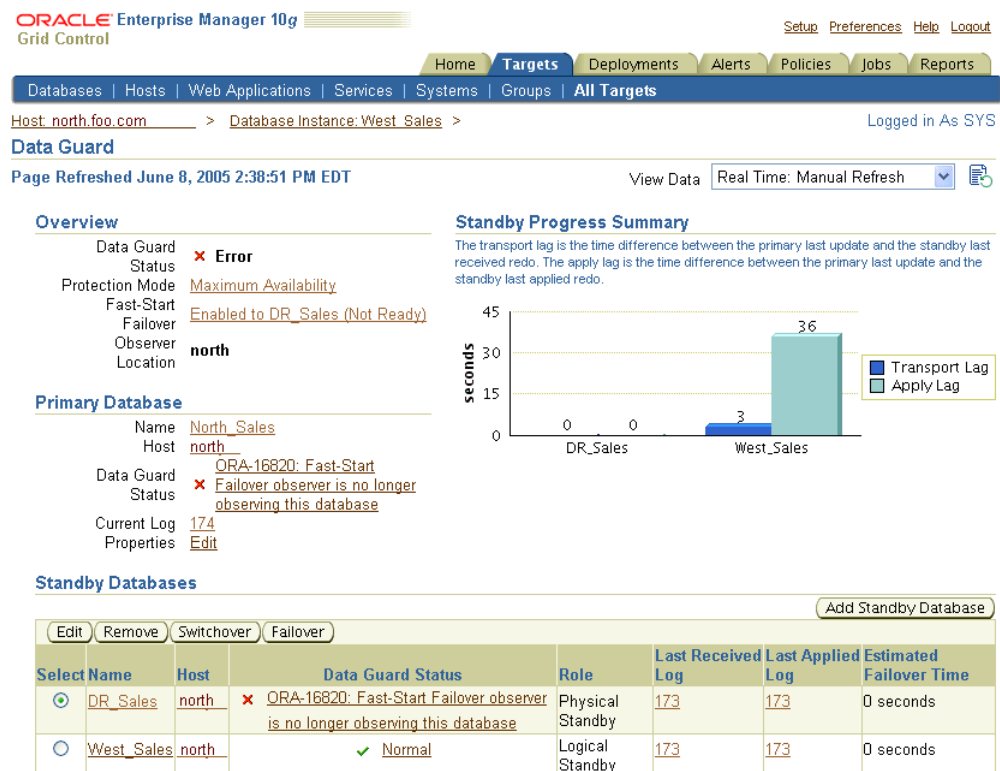 ORACLE Enterprise Manager 10g
Grid Control
Setup Preferences Help Logout
Home Targets Deployments Alerts Policies Jobs Reports
Databases | Hosts | Web Applications | Services | Systems | Groups | All Targets
Host: north.foo.com > Database Instance: West_Sales >
Logged in As SYS
Data Guard
Page Refreshed June 8, 2005 2:38:51 PM EDT
View Data Real Time: Manual Refresh
Overview
Data Guard
Status
Error
Protection Mode Maximum Availability
Fast-Start
Failover
Enabled to DR_Sales (Not Ready)
Observer
Location
north
Primary Database
Name North_Sales
Host north
Data Guard
Status
ORA-16820: Fast-Start
Failover observer is no longer
observing this database
Current Log 174
Properties Edit
Standby Progress Summary
The transport lag is the time difference between the primary last update and the standby last
received redo. The apply lag is the time difference between the primary last update and the
standby last applied redo.
seconds
45
30
15
0
0 0
3
36
DR_Sales West_Sales
Transport Lag
Apply Lag
Standby Databases
Add Standby Database
Edit Remove Switchover Failover
Select Name Host Data Guard Status Role Last Received Log Last Applied Log Estimated Failover Time
DR_Sales north ORA-16820: Fast-Start Failover observer is no longer observing this database Physical Standby 173 173 0 seconds
West_Sales north Normal Logical Standby 173 173 0 seconds